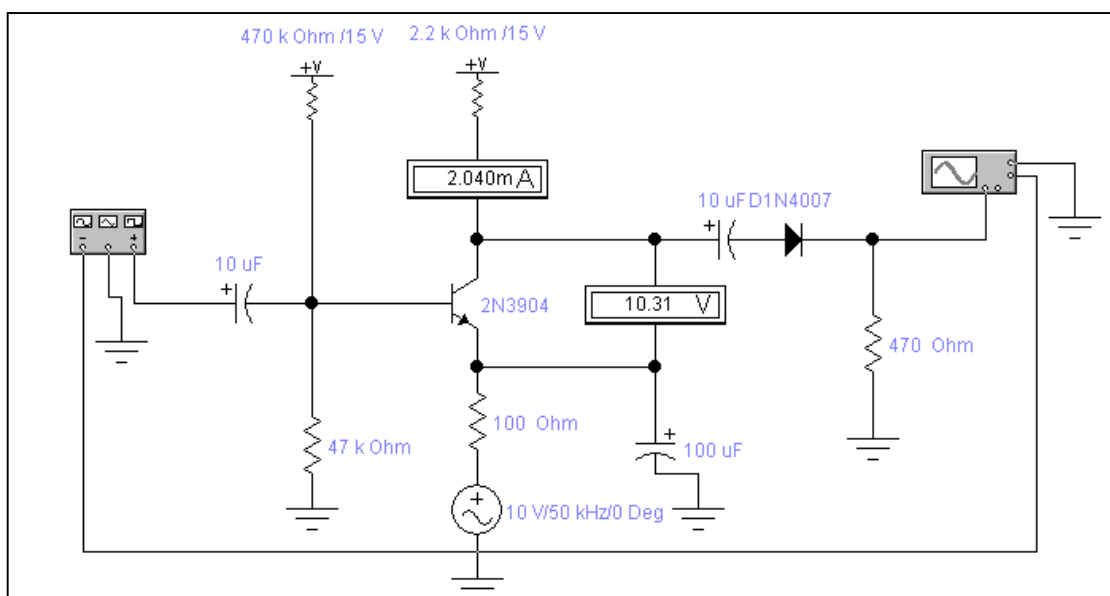 470 k Ohm /15 V
2.2 k Ohm /15 V
+V
+V
2.040m A
10 uF
10 uF
D1N4007
+
+
- +
2N3904
10.31 V
470 Ohm
47 k Ohm
100 Ohm
+
100 uF
+
10 V/50 kHz/0 Deg